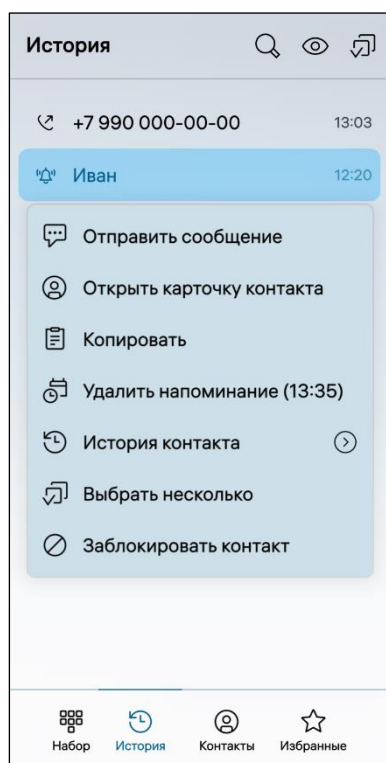 История
+7 990 000-00-00 13:03
Иван 12:20
Отправить сообщение
Открыть карточку контакта
Копировать
Удалить напоминание (13:35)
История контакта
Выбрать несколько
Заблокировать контакт
Набор История Контакты Избранные